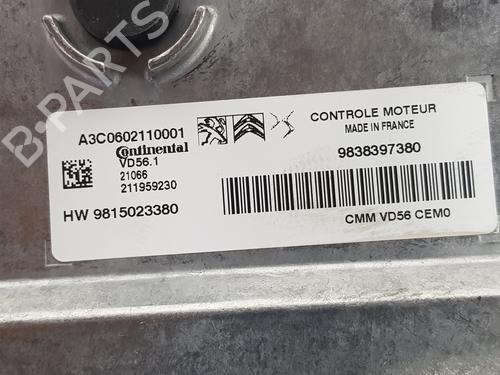 A3C0602110001
Continental
VD56.1
21066
211959230
HW 9815023380
CONTROLE MOTEUR
MADE IN FRANCE
9838397380
CMM VD56 CEM0
B-PARTS